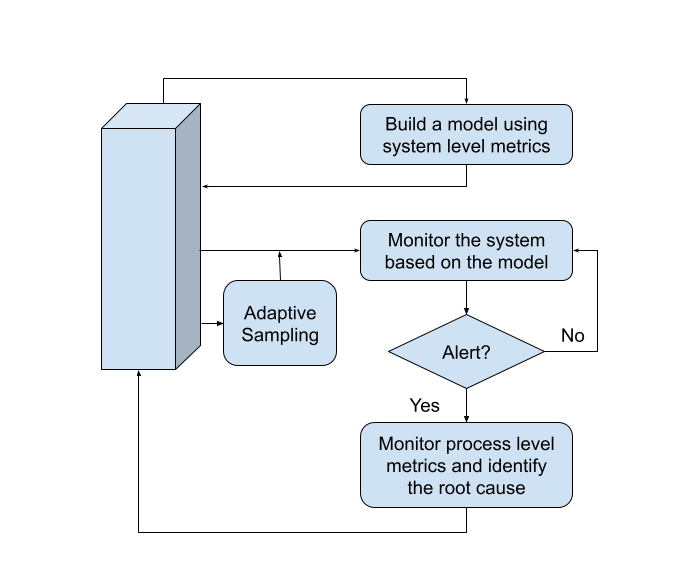 Build a model using
system level metrics
Monitor the system
based on the model
Adaptive
Sampling
Alert?
No
Yes
Monitor process level
metrics and identify
the root cause